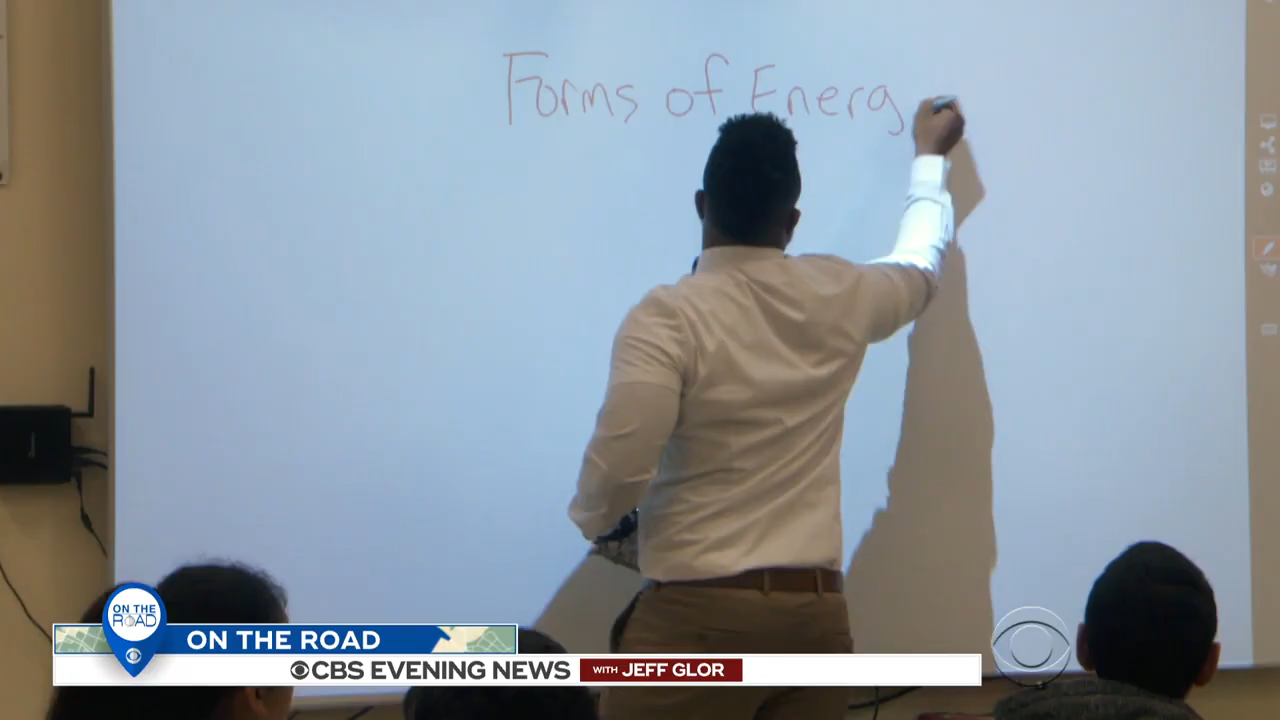 Forms of Energ
ON THE ROAD
ON THE ROAD
CBS EVENING NEWS WITH JEFF GLOR